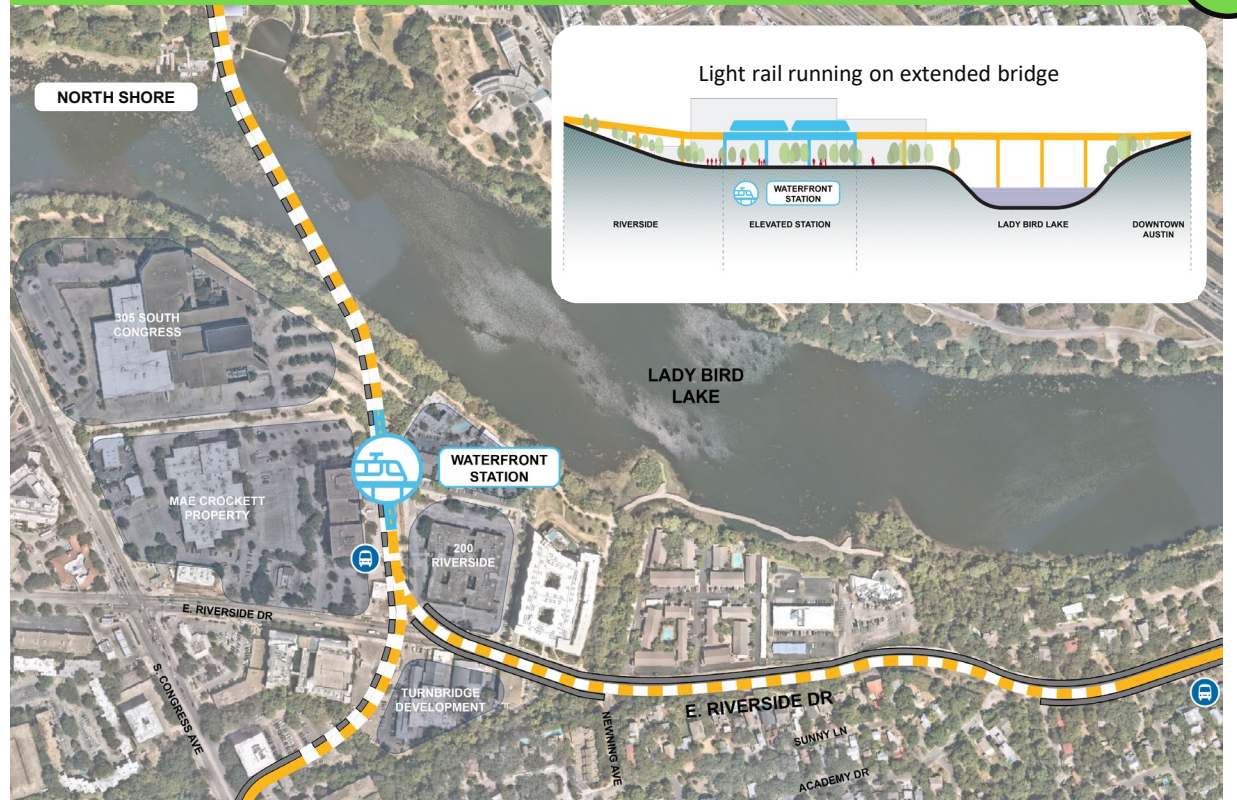 Light rail running on extended bridge
WATERFRONT
STATION
RIVERSIDE
ELEVATED STATION
LADY BIRD LAKE
DOWNTOWN
AUSTIN
NORTH SHORE
305 SOUTH
CONGRESS
LADY BIRD
LAKE
WATERFRONT
STATION
MAE CROCKETT
PROPERTY
200
RIVERSIDE
E. RIVERSIDE DR
S. CONGRESS AVE
TURNBRIDGE
DEVELOPMENT
NEWNING AVE
E. RIVERSIDE DR
SUNNY LN
ACADEMY DR